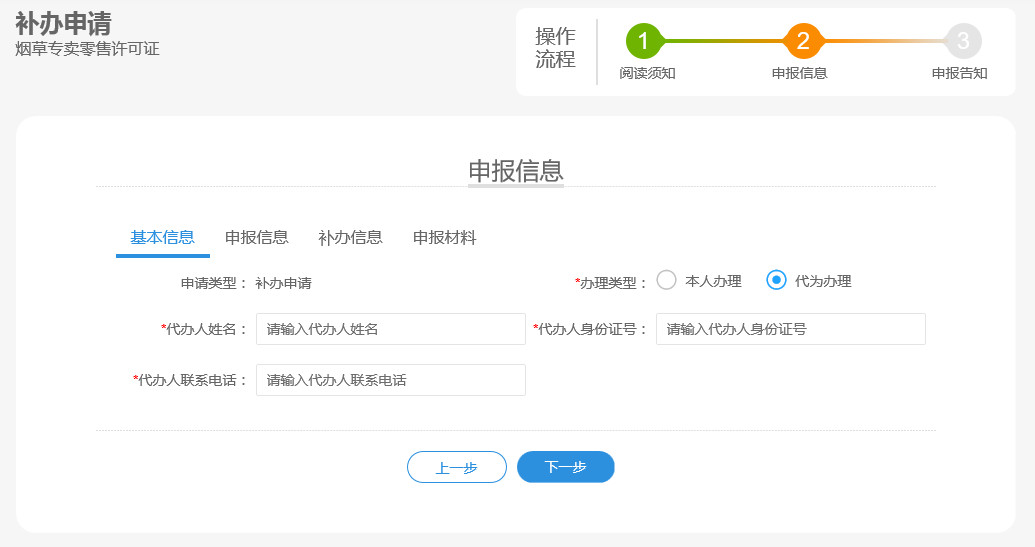 补办申请
烟草专卖零售许可证
操作
流程
1
2
3
阅读须知
申报信息
申报告知
申报信息
基本信息
申报信息
补办信息
申报材料
申请类型： 补办申请
*办理类型： 本人办理 代为办理
*代办人姓名： 请输入代办人姓名
*代办人身份证号： 请输入代办人身份证号
*代办人联系电话： 请输入代办人联系电话
上一步
下一步